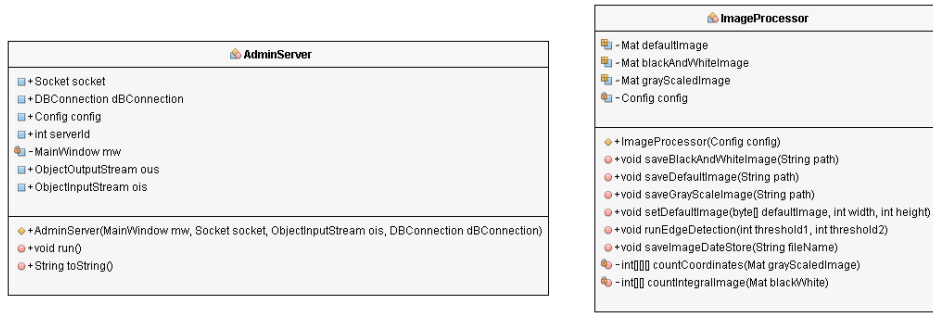 AdminServer
+Socket socket
+DBConnection dBConnection
+Config config
+int serverId
-MainWindow mw
+ObjectOutputStream ous
+ObjectInputStream ois
+AdminServer(MainWindow mw, Socket socket, ObjectInputStream ois, DBConnection dBConnection)
+void run()
+String toString()
ImageProcessor
-Mat defaultImage
-Mat blackAndWhiteImage
-Mat grayScaledImage
-Config config
+ImageProcessor(Config config)
+void saveBlackAndWhiteImage(String path)
+void saveDefaultImage(String path)
+void saveGrayScaleImage(String path)
+void setDefaultImage(byte[] defaultImage, int width, int height)
+void runEdgeDetection(int threshold1, int threshold2)
+void saveImageDateStore(String fileName)
-int[][][] countCoordinates(Mat grayScaledImage)
-int[][] countIntegralImage(Mat blackWhite)